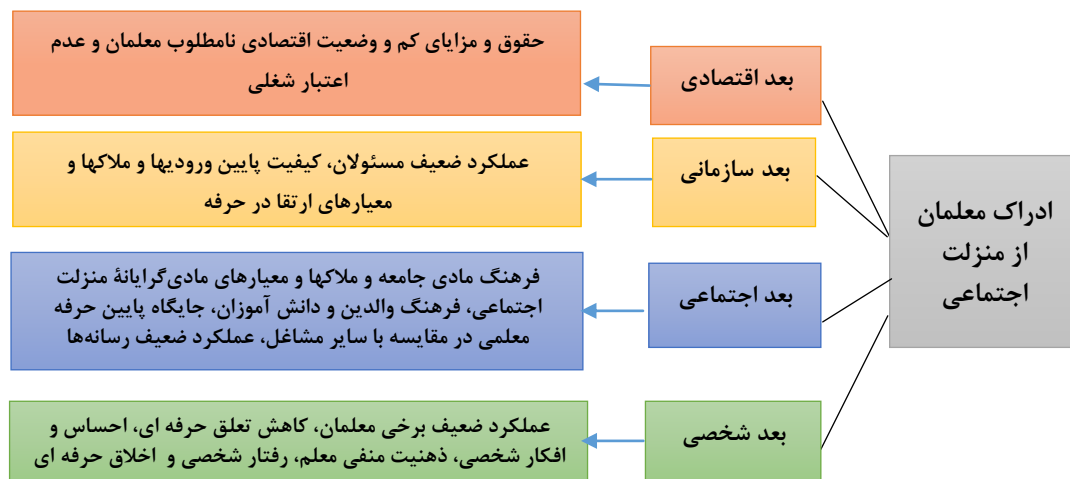 ادراک معلمان
از منزلت
اجتماعی
بعد اقتصادی
حقوق و مزایای کم و وضعیت اقتصادی نامطلوب معلمان و عدم
اعتبار شغلی
بعد سازمانی
عملکرد ضعیف مسئولان، کیفیت پایین ورودیها و ملاکها و
معیارهای ارتقا در حرفه
بعد اجتماعی
فرهنگ مادی جامعه و ملاکها و معیارهای مادی‌گرایانهٔ منزلت
اجتماعی، فرهنگ والدین و دانش آموزان، جایگاه پایین حرفه
معلمی در مقایسه با سایر مشاغل، عملکرد ضعیف رسانه‌ها
بعد شخصی
عملکرد ضعیف برخی معلمان، کاهش تعلق حرفه ای، احساس و
افکار شخصی، ذهنیت منفی معلم، رفتار شخصی و اخلاق حرفه ای